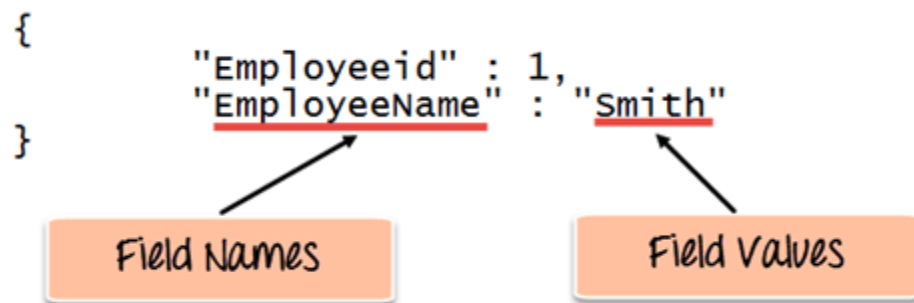 {
"Employeeid" : 1,
"EmployeeName" : "Smith"
}
Field Names
Field Values